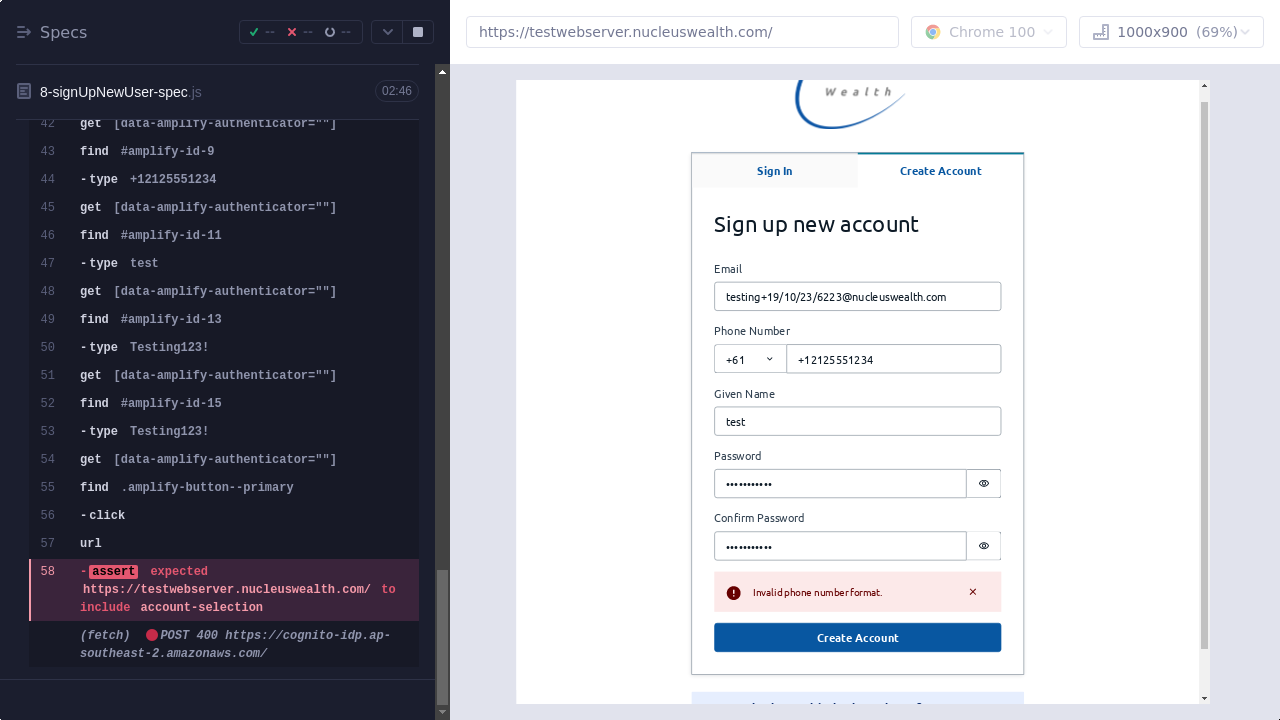 Specs
--
--
--
8-signUpNewUser-spec.js
02:46
42 get [data-amplify-authenticator=""]
43 find #amplify-id-9
44 -type +12125551234
45 get [data-amplify-authenticator=""]
46 find #amplify-id-11
47 -type test
48 get [data-amplify-authenticator=""]
49 find #amplify-id-13
50 -type Testing123!
51 get [data-amplify-authenticator=""]
52 find #amplify-id-15
53 -type Testing123!
54 get [data-amplify-authenticator=""]
55 find .amplify-button--primary
56 -click
57 url
58 -assert expected
https://testwebserver.nucleuswealth.com/ to
include account-selection
(fetch) POST 400 https://cognito-idp.ap-
southeast-2.amazonaws.com/
https://testwebserver.nucleuswealth.com/
Chrome 100
1000x900 (69%)
Wealth
Sign In
Create Account
Sign up new account
Email
testing+19/10/23/6223@nucleuswealth.com
Phone Number
+61
+12125551234
Given Name
test
Password
•••••••••••
Confirm Password
•••••••••••
Invalid phone number format.
Create Account